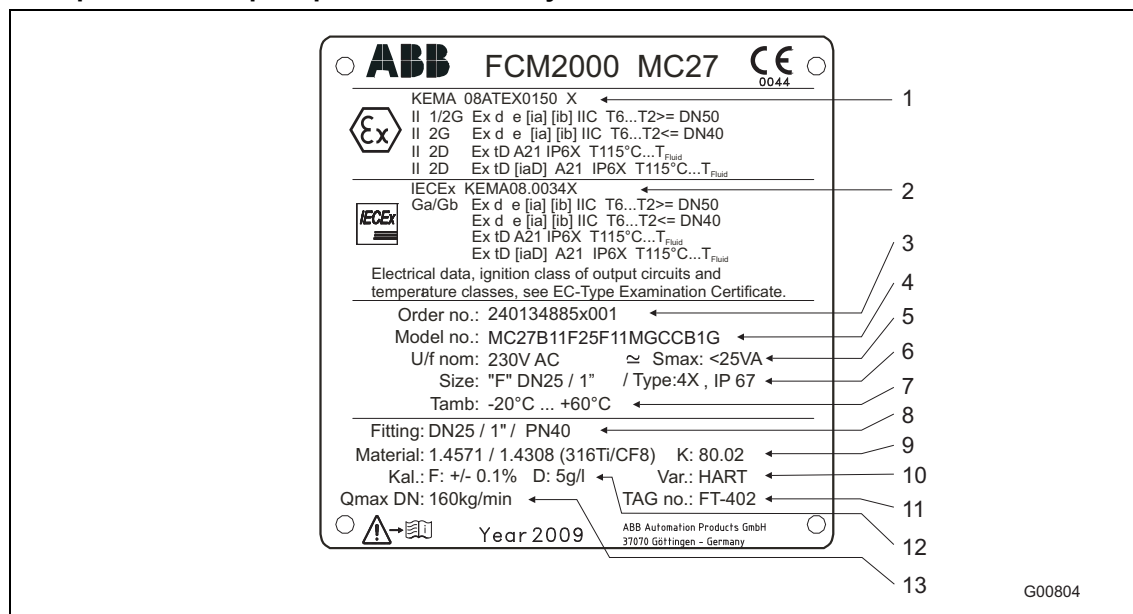 ABB FCM2000 MC27 CE 0044
KEMA 08ATEX0150 X 1
Ex
II 1/2G Ex d e [ia] [ib] IIC T6...T2>= DN50
II 2G Ex d e [ia] [ib] IIC T6...T2<= DN40
II 2D Ex tD A21 IP6X T115°C...TFluid
II 2D Ex tD [iaD] A21 IP6X T115°C...TFluid
IECEx KEMA08.0034X 2
IECEx
Ga/Gb Ex d e [ia] [ib] IIC T6...T2>= DN50
Ex d e [ia] [ib] IIC T6...T2<= DN40
Ex tD A21 IP6X T115°C...TFluid
Ex tD [iaD] A21 IP6X T115°C...TFluid
Electrical data, ignition class of output circuits and
temperature classes, see EC-Type Examination Certificate.
Order no.: 240134885x001 3
Model no.: MC27B11F25F11MGCCB1G 4
U/f nom: 230V AC ≃ Smax: <25VA 5
Size: "F" DN25 / 1” / Type:4X , IP 67 6
Tamb: -20°C ... +60°C 7
Fitting: DN25 / 1" / PN40 8
Material: 1.4571 / 1.4308 (316Ti/CF8) K: 80.02 9
Kal.: F: +/- 0.1% D: 5g/l Var.: HART 10
Qmax DN: 160kg/min TAG no.: FT-402 11
Year 2009 ABB Automation Products GmbH 12
37070 Göttingen - Germany
13
G00804